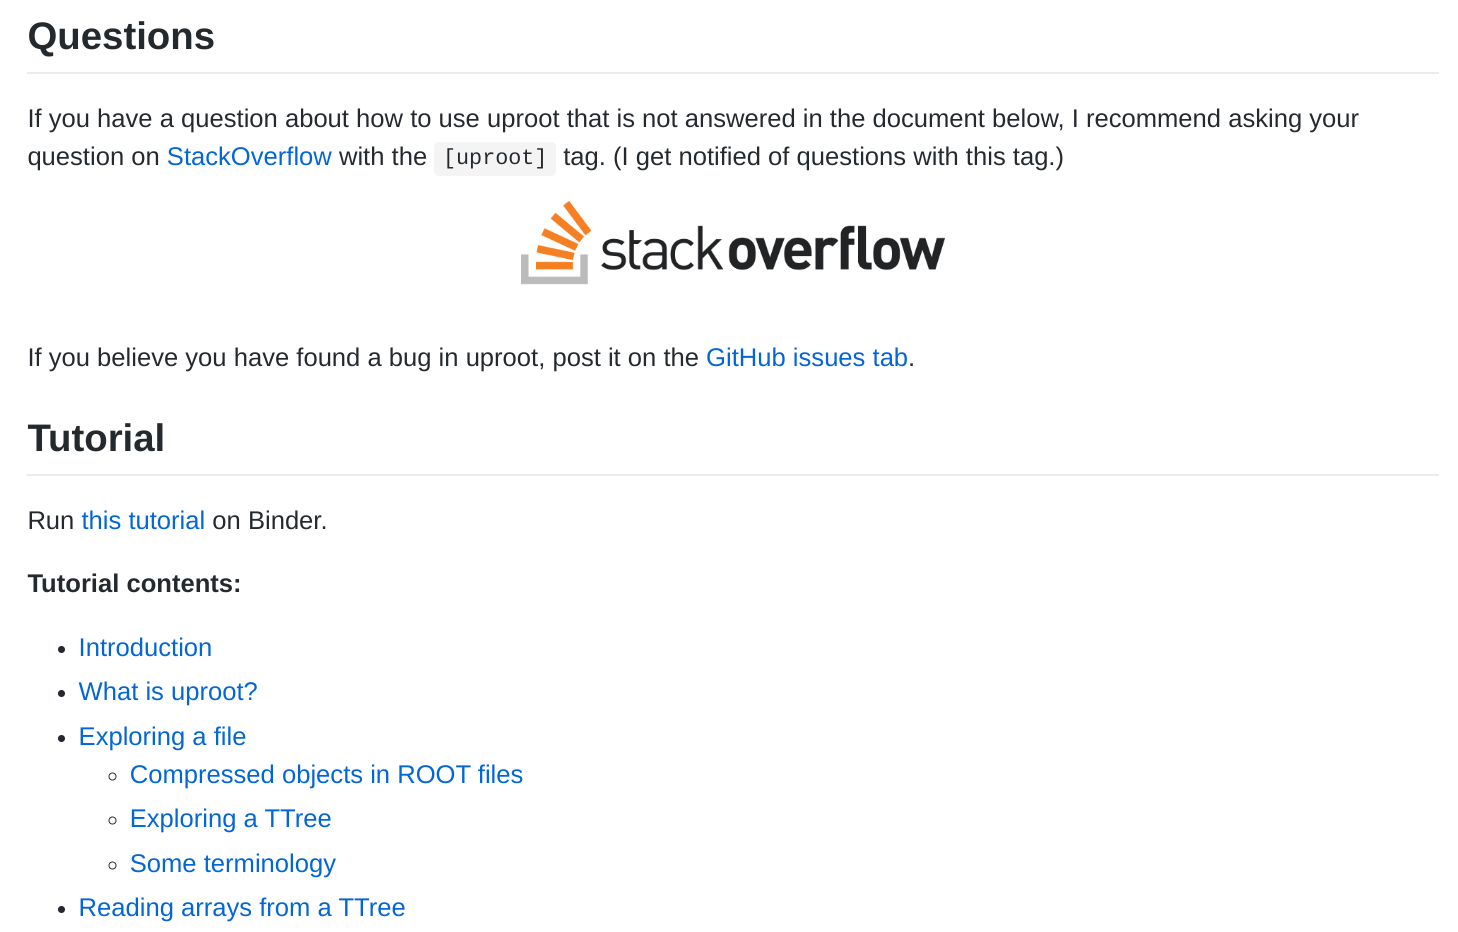 Questions
If you have a question about how to use uproot that is not answered in the document below, I recommend asking your
question on StackOverflow with the [uproot] tag. (I get notified of questions with this tag.)
stackoverflow
If you believe you have found a bug in uproot, post it on the GitHub issues tab.
Tutorial
Run this tutorial on Binder.
Tutorial contents:
Introduction
What is uproot?
Exploring a file
Compressed objects in ROOT files
Exploring a TTree
Some terminology
Reading arrays from a TTree